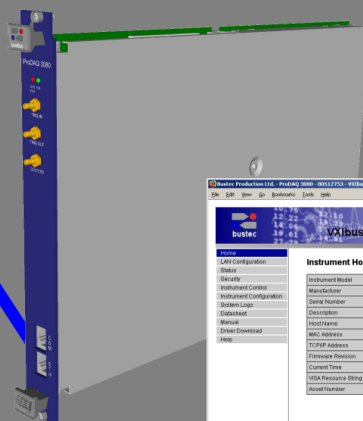 bustec
ProDAQ 3080
TRIG IN
TRIG OUT
Bustec Production Ltd. - ProDAQ 3080 - 80512753 - VXIbu
File Edit View Go Bookmarks Tools Help
bustec
VXIbus
Home
LAN Configuration
Status
Security
Instrument Control
Instrument Configuration
System Logs
Datasheet
Manual
Driver Download
Help
Instrument Ho
Instrument Model
Manufacturer
Serial Number
Description
Host Name
MAC Address
TCP/IP Address
Firmware Revision
Current Time
VISA Resource String
Asset Number